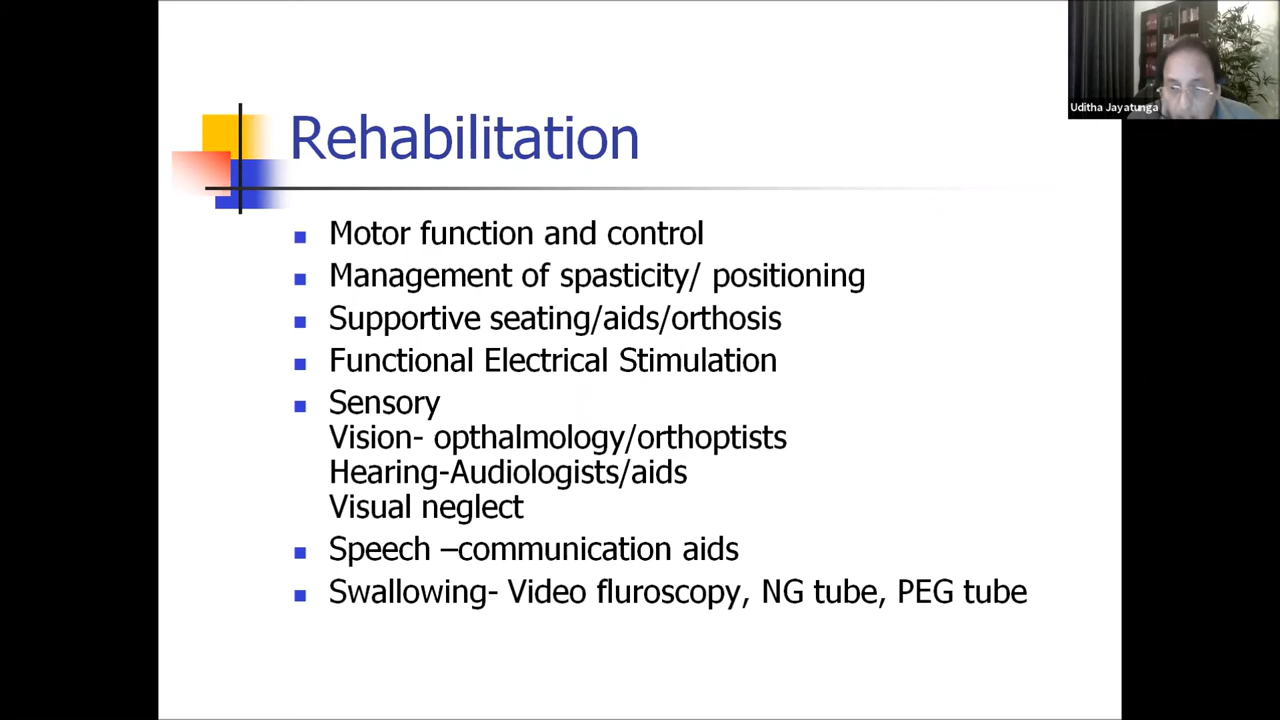 Uditha Jayatunga
Rehabilitation
Motor function and control
Management of spasticity/ positioning
Supportive seating/aids/orthosis
Functional Electrical Stimulation
Sensory
Vision- opthalmology/orthoptists
Hearing-Audiologists/aids
Visual neglect
Speech –communication aids
Swallowing- Video fluroscopy, NG tube, PEG tube